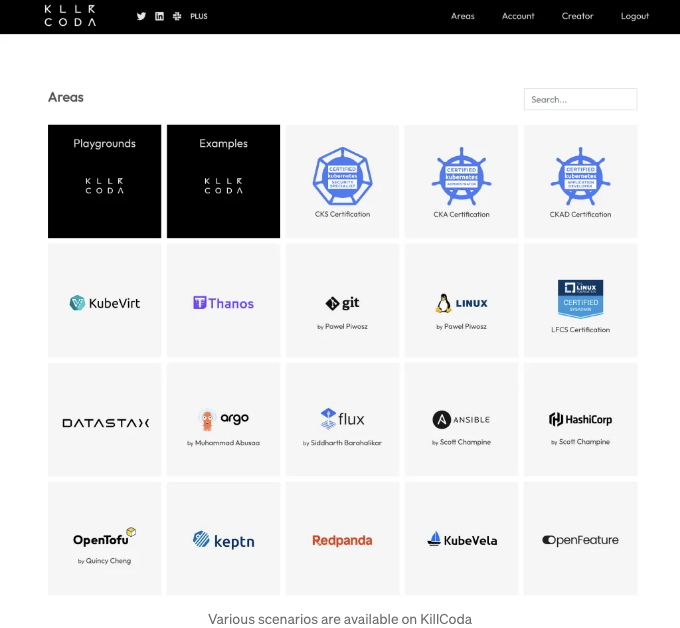 KLLR
CODA
PLUS
Areas Account Creator Logout
Areas
Search...
Playgrounds
KLLR
CODA
Examples
KLLR
CODA
CERTIFIED
kubernetes
SECURITY
SPECIALIST
CKS Certification
CERTIFIED
kubernetes
ADMINISTRATOR
CKA Certification
CERTIFIED
kubernetes
APPLICATION
DEVELOPER
CKAD Certification
KubeVirt
Thanos
git
by Pawel Piwosz
LINUX
by Pawel Piwosz
THE
LINUX
FOUNDATION
CERTIFIED
SYSADMIN
LFCS Certification
DATASTAX
argo
by Muhammad Abusaa
flux
by Siddharth Barahalikar
ANSIBLE
by Scott Champine
HashiCorp
by Scott Champine
OpenTofu
by Quincy Cheng
keptn
Redpanda
KubeVela
OpenFeature
Various scenarios are available on KillCoda